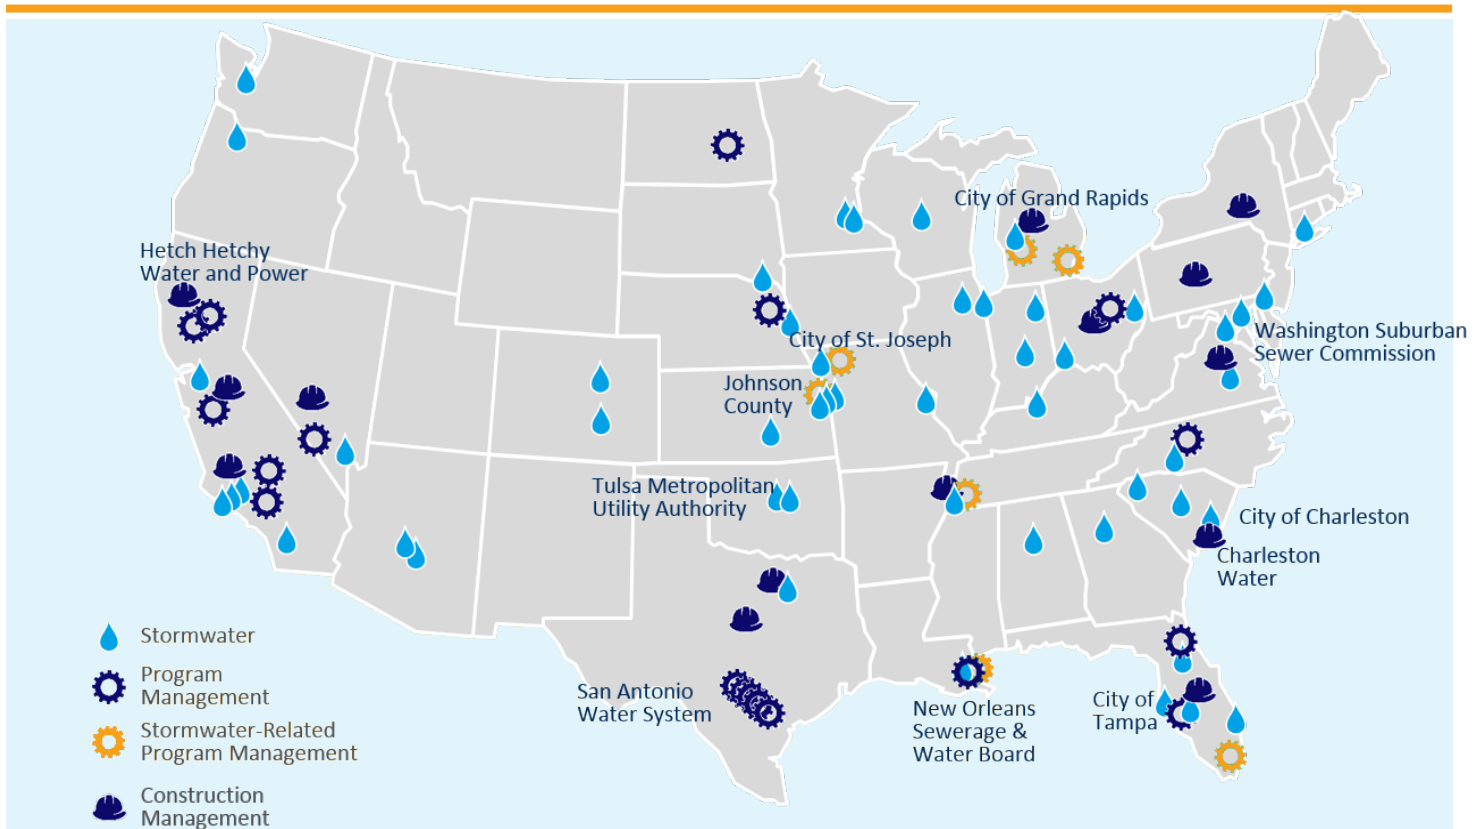 City of Grand Rapids
Hetch Hetchy
Water and Power
City of St. Joseph
Washington Suburban
Sewer Commission
Johnson
County
Tulsa Metropolitan
Utility Authority
City of Charleston
Charleston
Water
San Antonio
Water System
New Orleans
Sewerage &
Water Board
City of
Tampa
Stormwater
Program
Management
Stormwater-Related
Program Management
Construction
Management